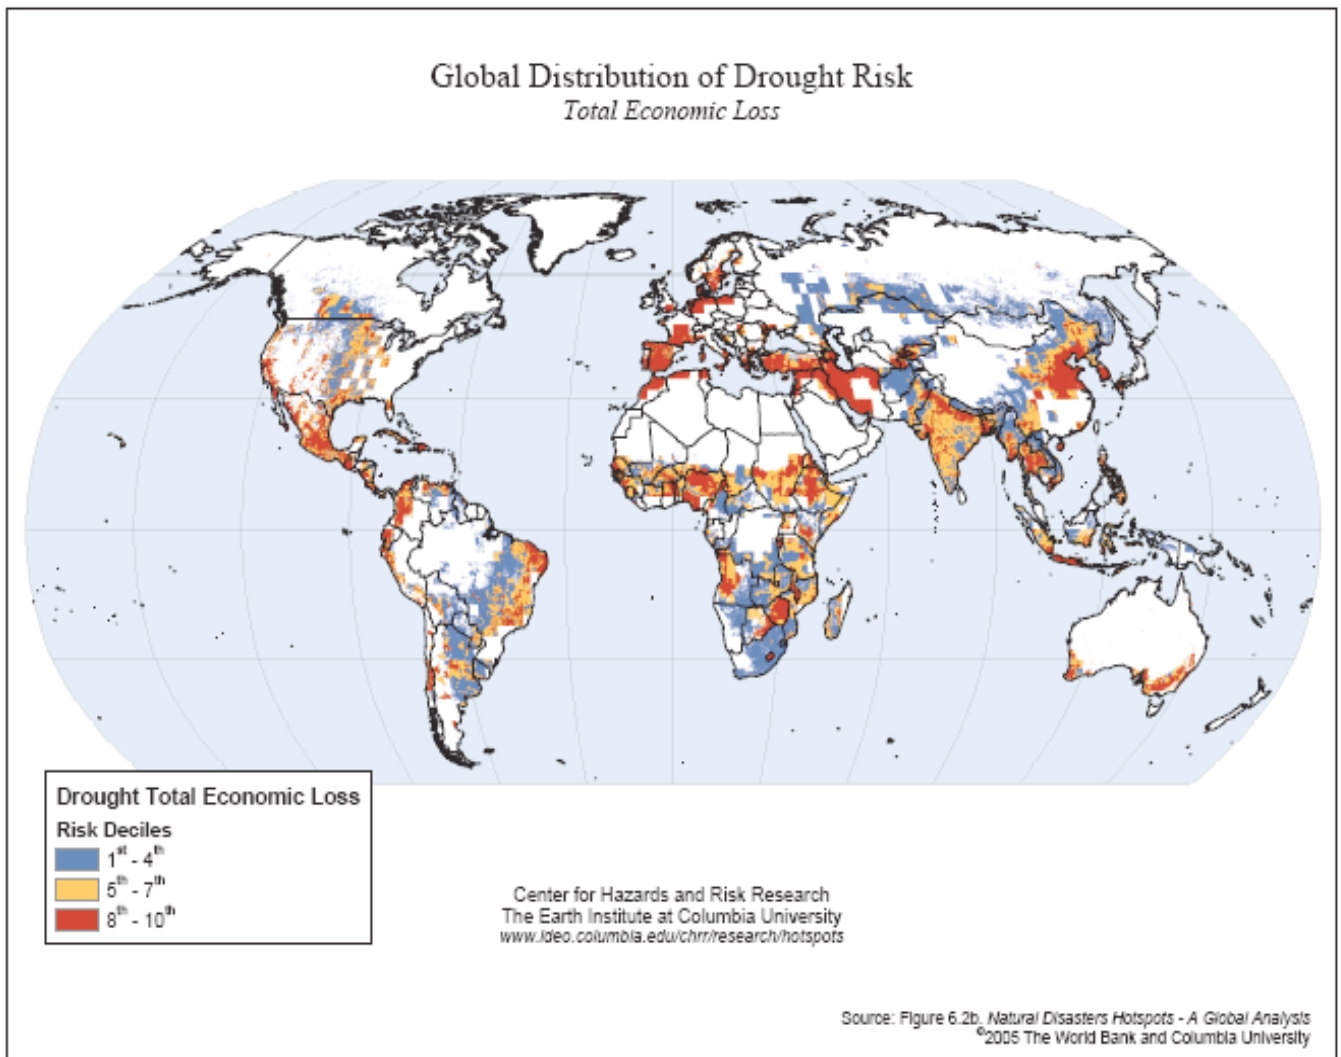 Global Distribution of Drought Risk
Total Economic Loss
Drought Total Economic Loss
Risk Deciles
1st - 4th
5th - 7th
8th - 10th
Center for Hazards and Risk Research
The Earth Institute at Columbia University
www.ldeo.columbia.edu/chrr/research/hotspots
Source: Figure 6.2b. Natural Disasters Hotspots - A Global Analysis
©2005 The World Bank and Columbia University